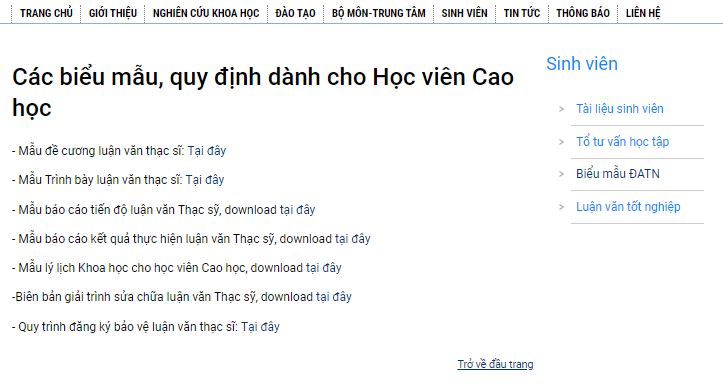 TRANG CHỦ GIỚI THIỆU NGHIÊN CỨU KHOA HỌC ĐÀO TẠO BỘ MÔN-TRUNG TÂM SINH VIÊN TIN TỨC THÔNG BÁO LIÊN HỆ
Các biểu mẫu, quy định dành cho Học viên Cao
học
- Mẫu đề cương luận văn thạc sĩ: Tại đây
- Mẫu Trình bày luận văn thạc sĩ: Tại đây
- Mẫu báo cáo tiến độ luận văn Thạc sỹ, download tại đây
- Mẫu báo cáo kết quả thực hiện luận văn Thạc sỹ, download tại đây
- Mẫu lý lịch Khoa học cho học viên Cao học, download tại đây
-Biên bản giải trình sửa chữa luận văn Thạc sỹ, download tại đây
- Quy trình đăng ký bảo vệ luận văn thạc sĩ: Tại đây
Trở về đầu trang
Sinh viên
> Tài liệu sinh viên
> Tổ tư vấn học tập
> Biểu mẫu ĐATN
> Luận văn tốt nghiệp